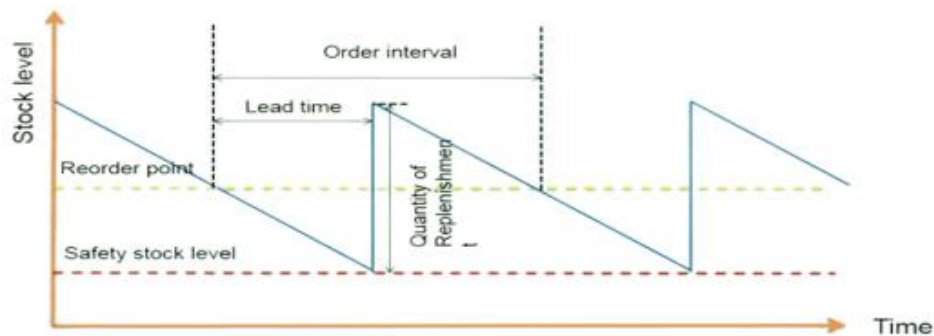 Stock level
Order interval
Lead time
Reorder point
Quantity of
Replenishmen
t
Safety stock level
Time